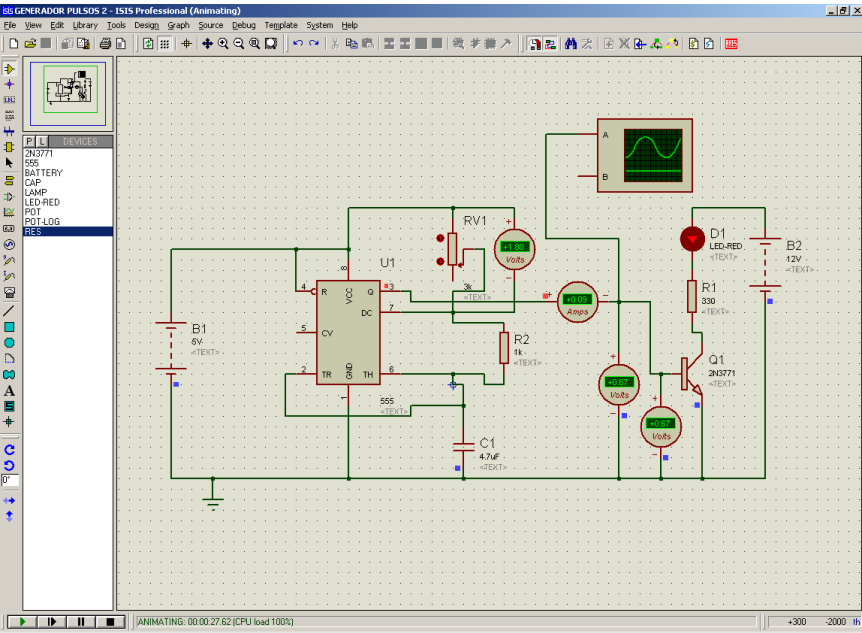 ISIS GENERADOR PULSOS 2 - ISIS Professional (Animating)
File View Edit Library Tools Design Graph Source Debug Template System Help
P L DEVICES
2N3771
555
BATTERY
CAP
LAMP
LED-RED
POT
POT-LOG
RES
LBL
A
0°
A
B
RV1
3k
<TEXT>
+1.80
Volts
U1
4 R
8
VCC
Q 3
DC 7
5 CV
2 TR
GND
TH 6
1
555
<TEXT>
B1
5V
<TEXT>
+0.09
Amps
R2
1k
<TEXT>
C1
4.7uF
<TEXT>
+0.67
Volts
+0.67
Volts
D1
LED-RED
<TEXT>
R1
330
<TEXT>
Q1
2N3771
<TEXT>
B2
12V
<TEXT>
ANIMATING: 00:00:27.62 (CPU load 100%)
+300 -2000 th